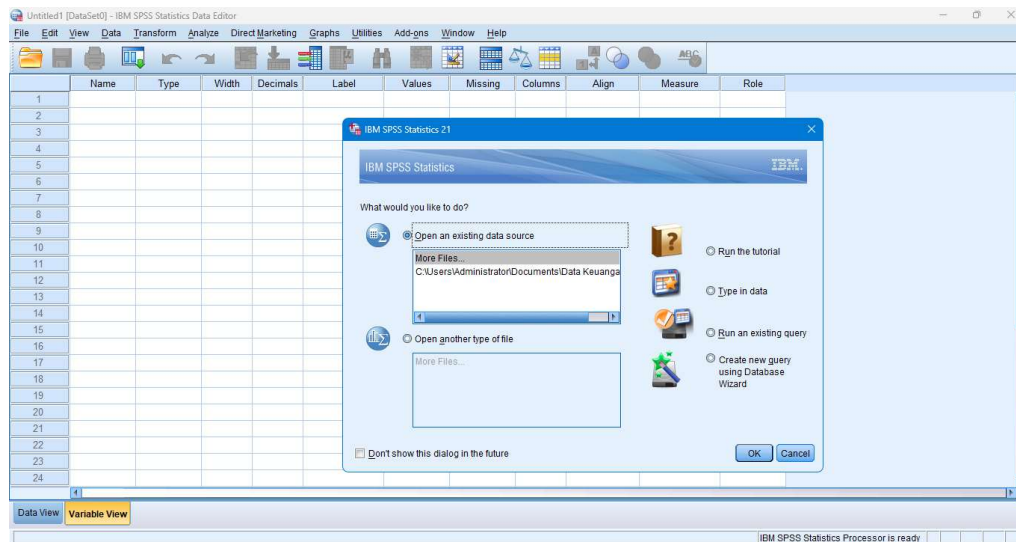 Untitled1 [DataSet0] - IBM SPSS Statistics Data Editor
File Edit View Data Transform Analyze Direct Marketing Graphs Utilities Add-ons Window Help
ABC
Name Type Width Decimals Label Values Missing Columns Align Measure Role
1
2
3
4
5
6
7
8
9
10
11
12
13
14
15
16
17
18
19
20
21
22
23
24
IBM SPSS Statistics 21
IBM SPSS Statistics
IBM.
What would you like to do?
Open an existing data source
More Files...
C:\Users\Administrator\Documents\Data Keuanga
Open another type of file
More Files...
Run the tutorial
Type in data
Run an existing query
Create new query
using Database
Wizard
Don't show this dialog in the future
OK Cancel
Data View Variable View
IBM SPSS Statistics Processor is ready